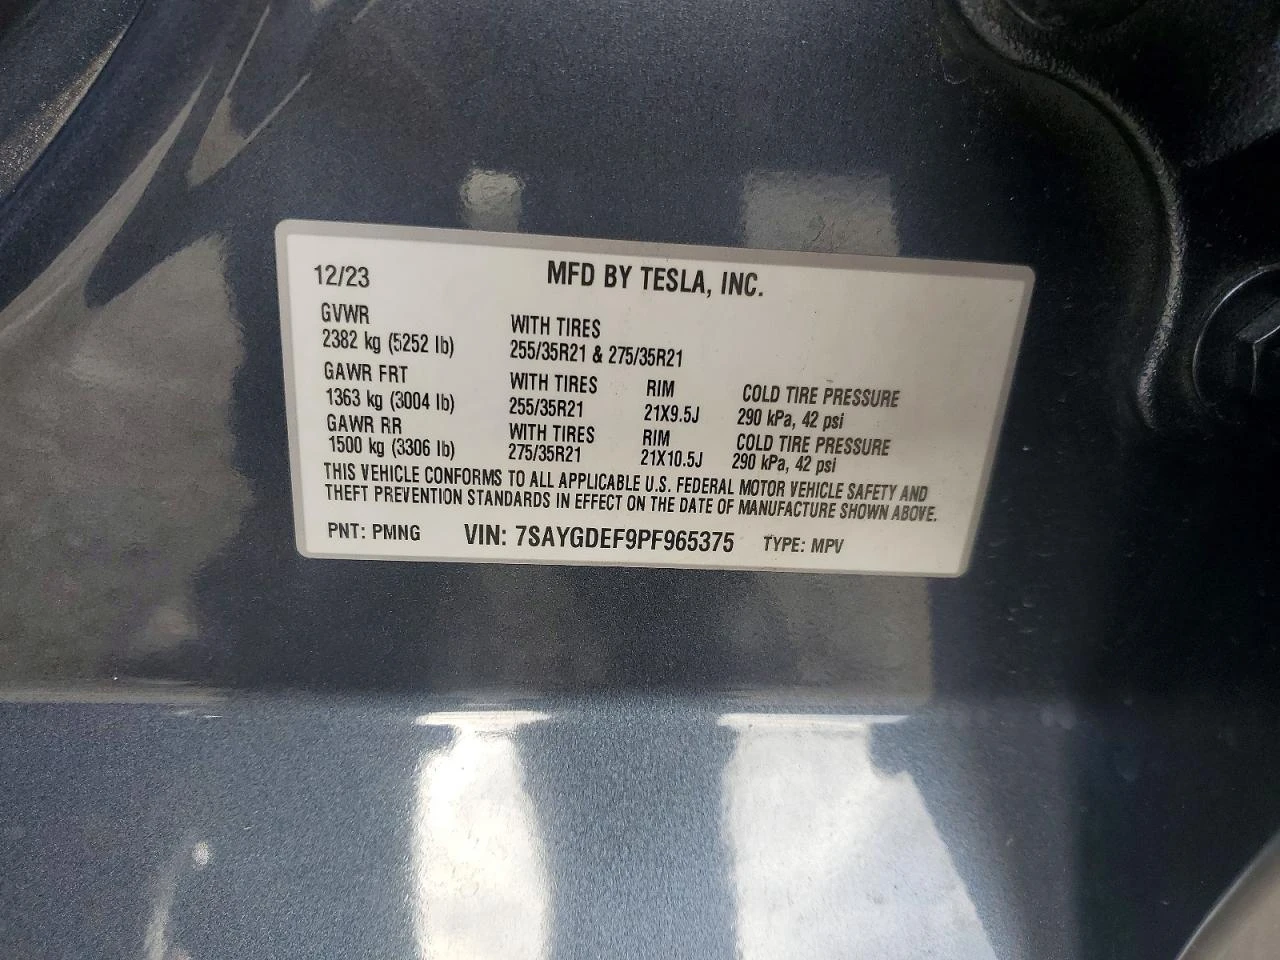 12/23 MFD BY TESLA, INC.
GVWR
2382 kg (5252 lb)
WITH TIRES
255/35R21 & 275/35R21
GAWR FRT
1363 kg (3004 lb)
WITH TIRES
255/35R21
RIM
21X9.5J
COLD TIRE PRESSURE
290 kPa, 42 psi
GAWR RR
1500 kg (3306 lb)
WITH TIRES
275/35R21
RIM
21X10.5J
COLD TIRE PRESSURE
290 kPa, 42 psi
THIS VEHICLE CONFORMS TO ALL APPLICABLE U.S. FEDERAL MOTOR VEHICLE SAFETY AND
THEFT PREVENTION STANDARDS IN EFFECT ON THE DATE OF MANUFACTURE SHOWN ABOVE.
PNT: PMNG VIN: 7SAYGDEF9PF965375 TYPE: MPV